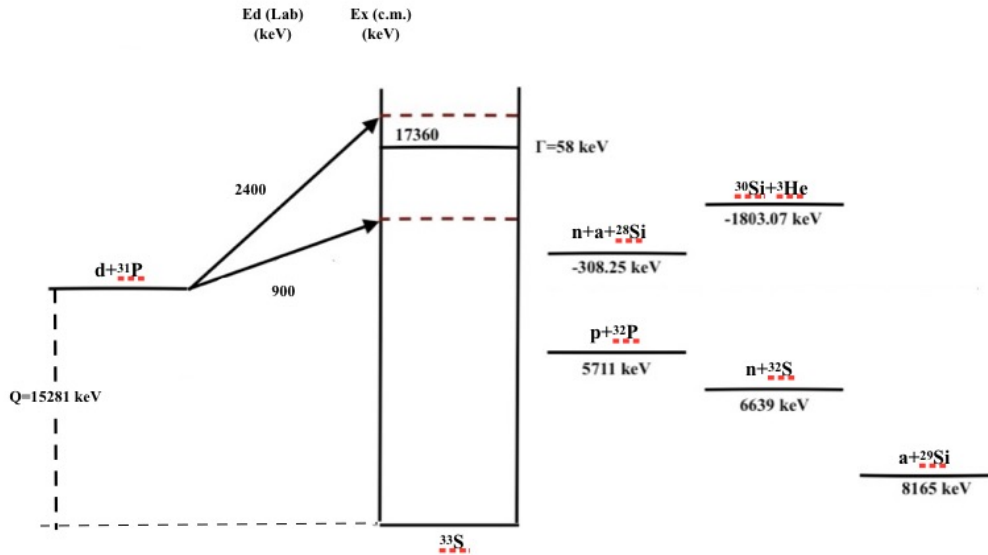 Ed (Lab)
(keV)
Ex (c.m.)
(keV)
17360
Γ=58 keV
2400
³⁰Si+³He
-1803.07 keV
n+a+²⁸Si
-308.25 keV
d+³¹P
900
p+³²P
5711 keV
n+³²S
6639 keV
Q=15281 keV
a+²⁹Si
8165 keV
³³S